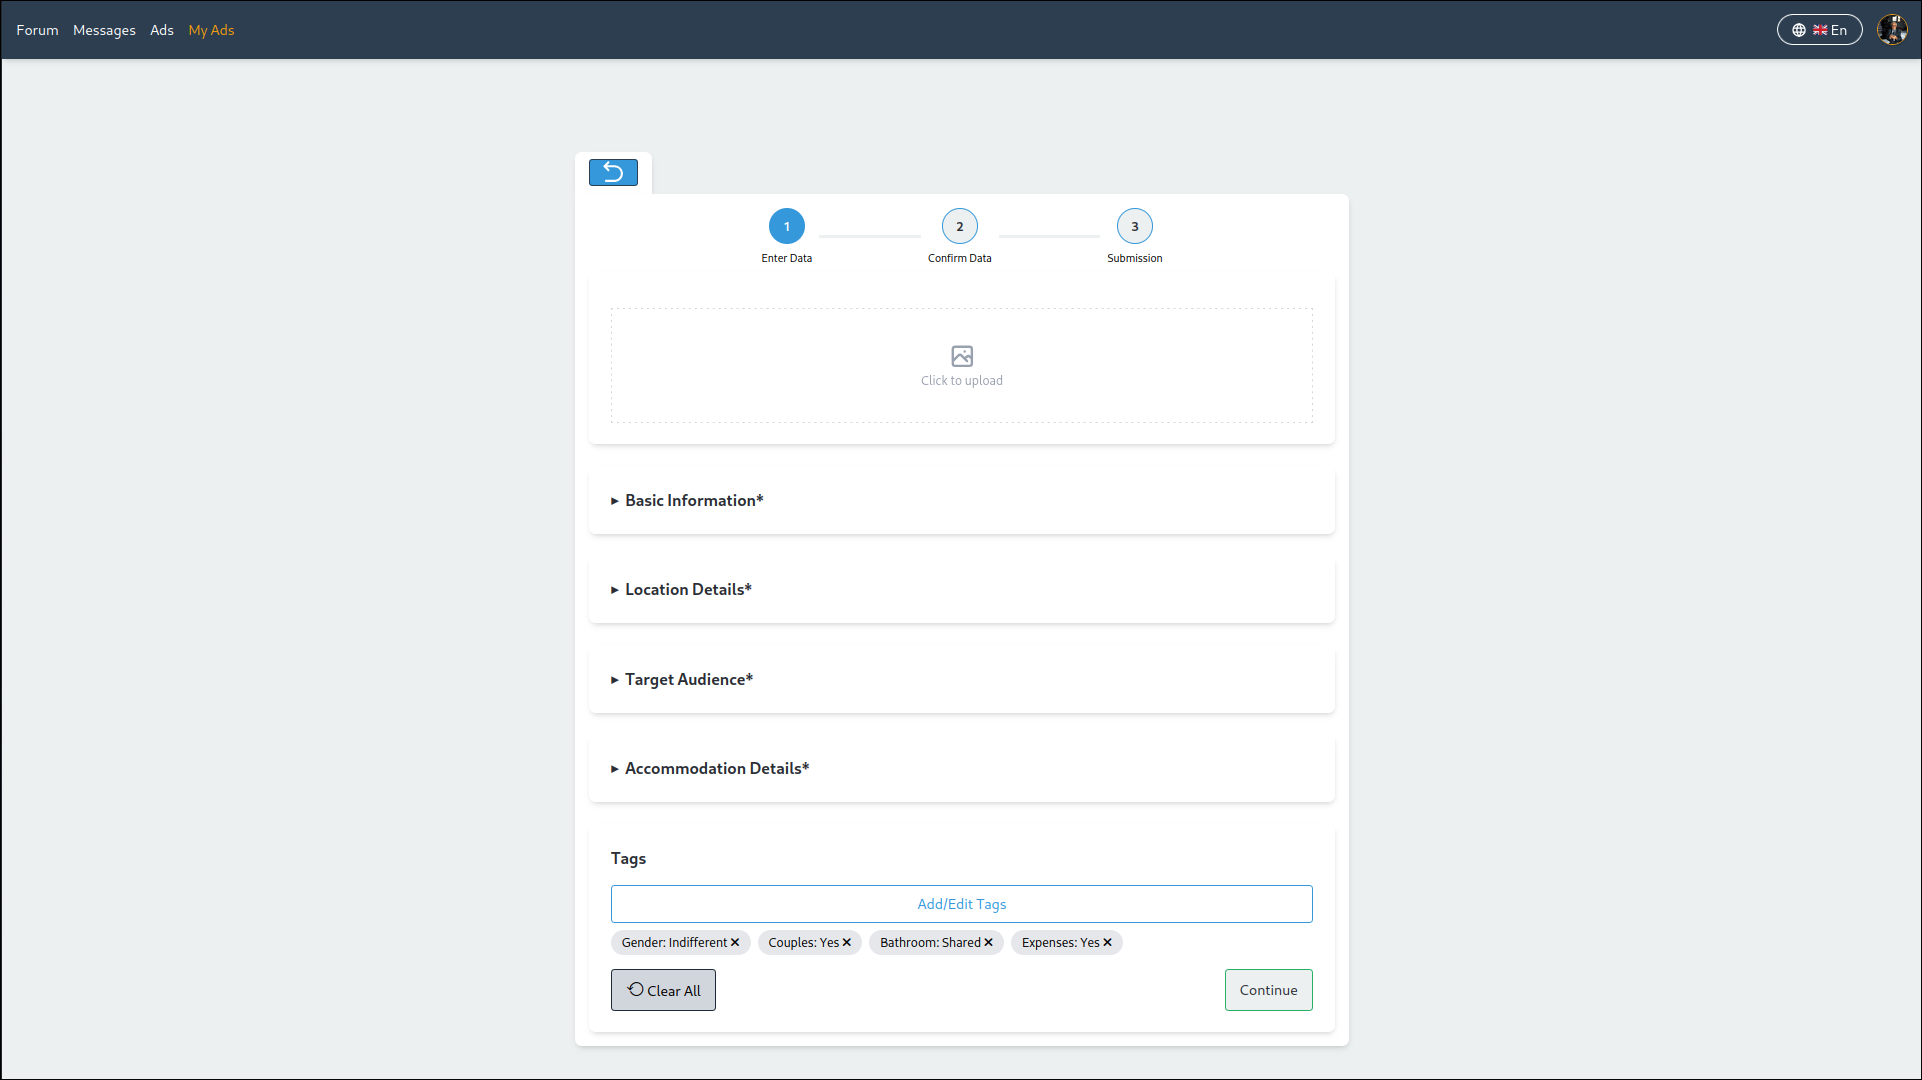 Forum Messages Ads My Ads En
1 2 3
Enter Data Confirm Data Submission
Click to upload
Basic Information*
Location Details*
Target Audience*
Accommodation Details*
Tags
Add/Edit Tags
Gender: Indifferent Couples: Yes Bathroom: Shared Expenses: Yes
Clear All Continue